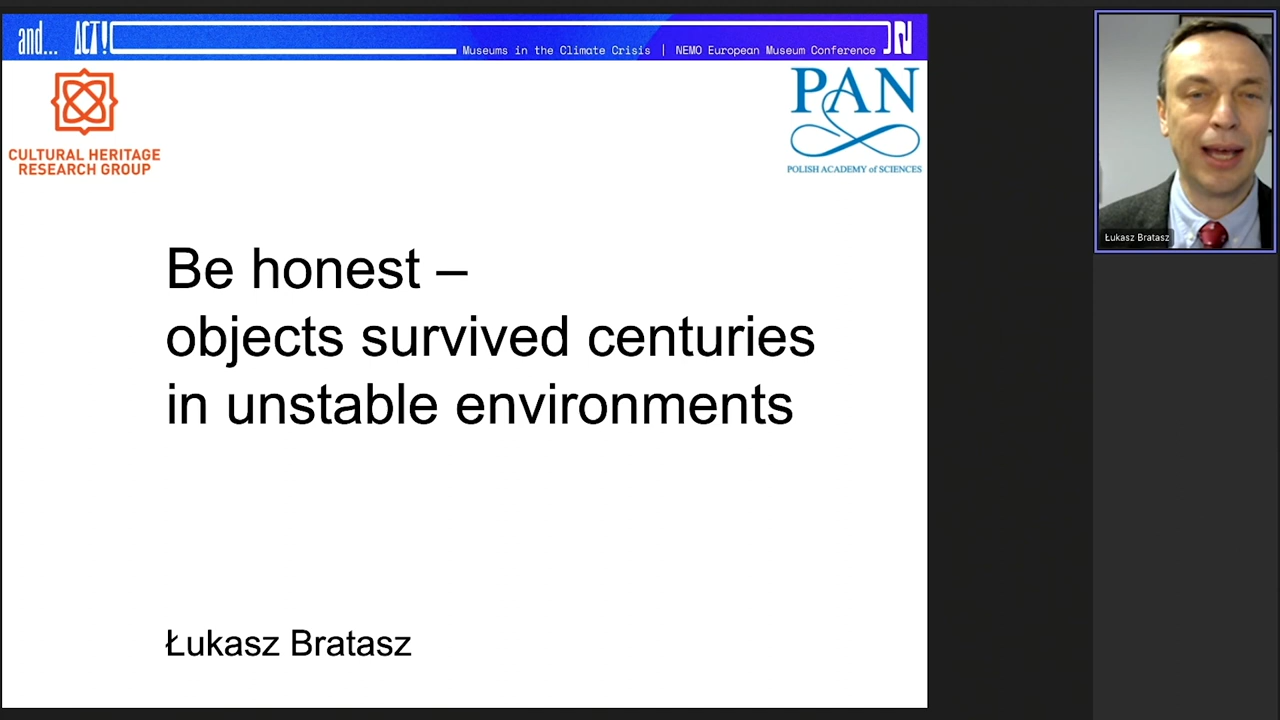 and... ACT!
Museums in the Climate Crisis | NEMO European Museum Conference
CULTURAL HERITAGE
RESEARCH GROUP
PAN
POLISH ACADEMY of SCIENCES
Be honest –
objects survived centuries
in unstable environments
Łukasz Bratasz
Łukasz Bratasz